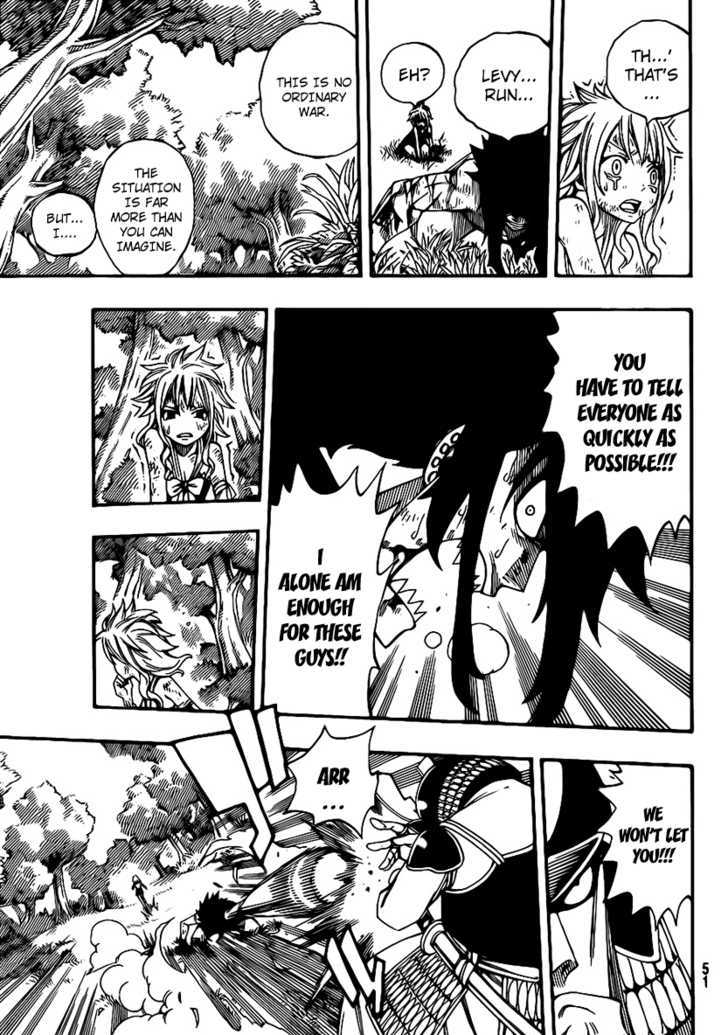 TH...'
THAT'S
...
LEVY...
RUN...
EH?
THIS IS NO
ORDINARY
WAR.
THE
SITUATION
IS FAR
MORE THAN
YOU CAN
IMAGINE.
BUT...
I....
YOU
HAVE TO TELL
EVERYONE AS
QUICKLY AS
POSSIBLE!!!
I
ALONE AM
ENOUGH
FOR THESE
GUYS!!
WE
WON'T LET
YOU!!!
ARR
...
51